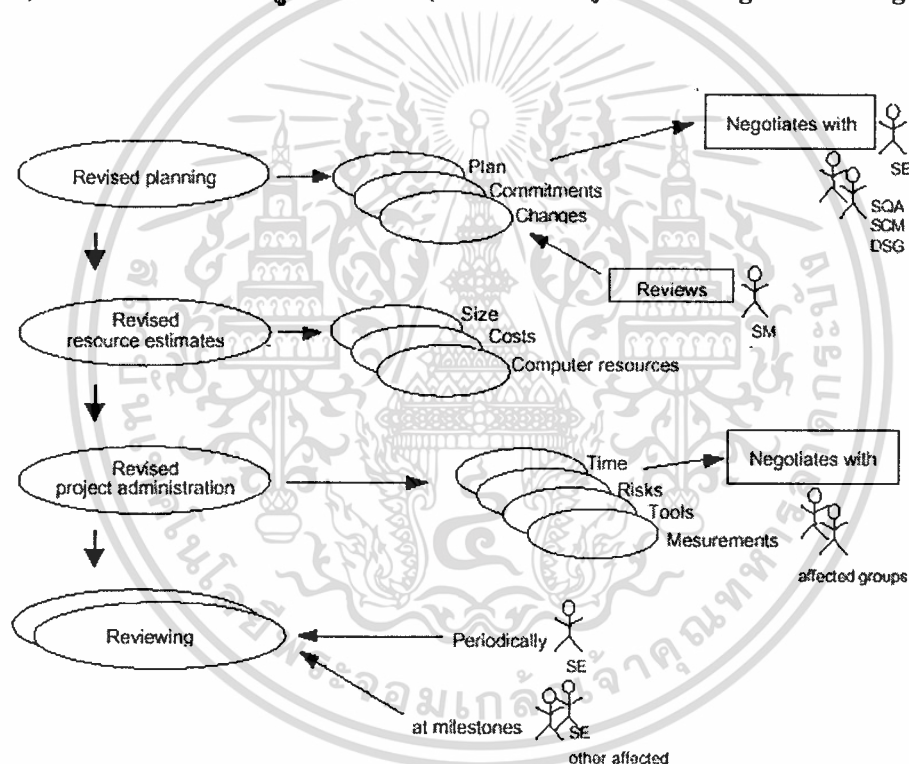 Revised planning
Plan
Commitments
Changes
Negotiates with
SE
SQA
SCM
DSG
Reviews
SM
Revised
resource estimates
Size
Costs
Computer resources
Revised
project administration
Time
Risks
Tools
Mesurements
Negotiates with
affected groups
Reviewing
Periodically
SE
at milestones
SE
other affected